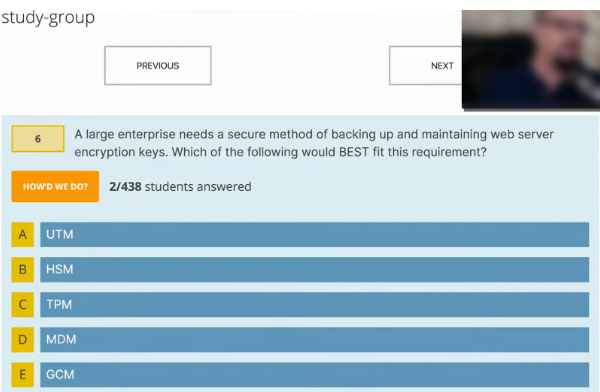 study-group
PREVIOUS
NEXT
6
A large enterprise needs a secure method of backing up and maintaining web server
encryption keys. Which of the following would BEST fit this requirement?
HOW'D WE DO?
2/438 students answered
A UTM
B HSM
C TPM
D MDM
E GCM